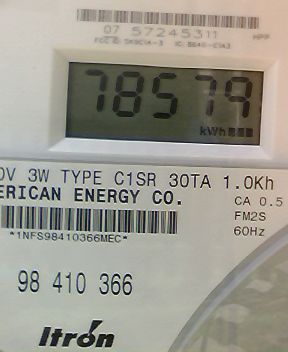 07 57245311
78579
kWh
0V 3W TYPE C1SR 30TA 1.0Kh
ERICAN ENERGY CO.
CA 0.5
FM2S
*1NFS98410366MEC*
60Hz
98 410 366
Itron